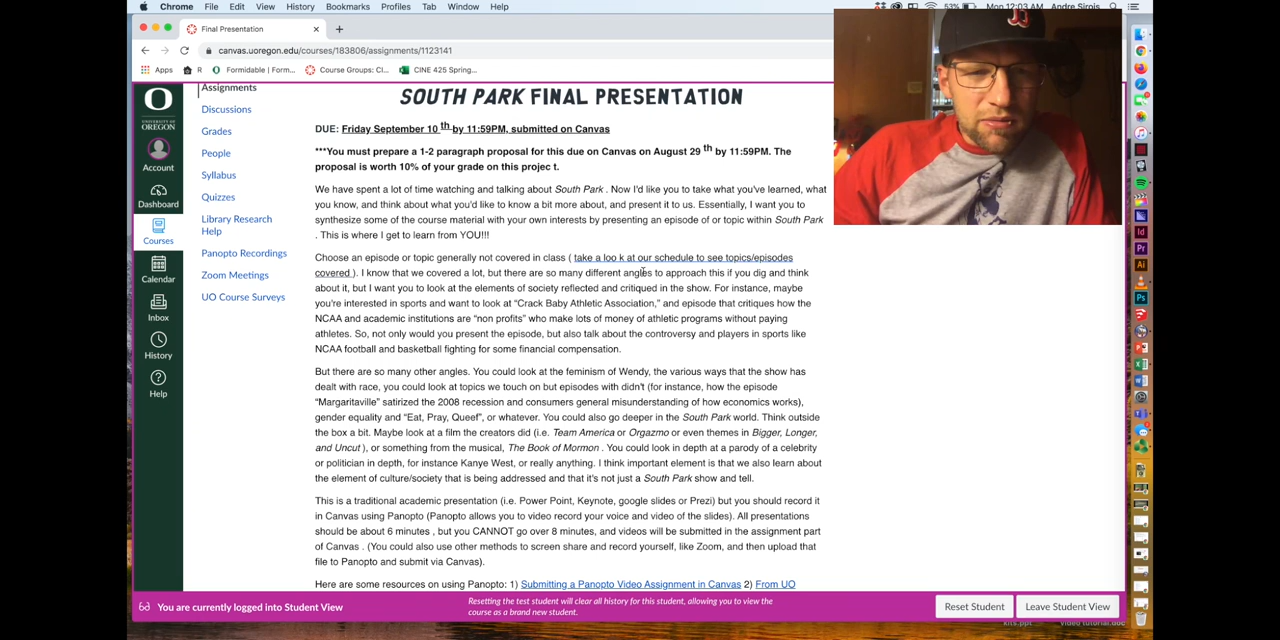 Chrome File Edit View History Bookmarks Profiles Tab Window Help 53% Mon 12:03 AM Andre Sirois
Final Presentation
canvas.uoregon.edu/courses/183806/assignments/1123141
Apps R Formidable | Form... Course Groups: Ci... CINE 425 Spring...
O
UNIVERSITY OF
OREGON
Account
Dashboard
Courses
Calendar
Inbox
History
Help
Assignments
Discussions
Grades
People
Syllabus
Quizzes
Library Research
Help
Panopto Recordings
Zoom Meetings
UO Course Surveys
SOUTH PARK FINAL PRESENTATION
DUE: Friday September 10 th by 11:59PM, submitted on Canvas
***You must prepare a 1-2 paragraph proposal for this due on Canvas on August 29 th by 11:59PM. The
proposal is worth 10% of your grade on this projec t.
We have spent a lot of time watching and talking about South Park . Now I'd like you to take what you've learned, what
you know, and think about what you'd like to know a bit more about, and present it to us. Essentially, I want you to
synthesize some of the course material with your own interests by presenting an episode of or topic within South Park
. This is where I get to learn from YOU!!!
Choose an episode or topic generally not covered in class ( take a loo k at our schedule to see topics/episodes
covered ). I know that we covered a lot, but there are so many different angles to approach this if you dig and think
about it, but I want you to look at the elements of society reflected and critiqued in the show. For instance, maybe
you're interested in sports and want to look at “Crack Baby Athletic Association,” and episode that critiques how the
NCAA and academic institutions are “non profits” who make lots of money of athletic programs without paying
athletes. So, not only would you present the episode, but also talk about the controversy and players in sports like
NCAA football and basketball fighting for some financial compensation.
But there are so many other angles. You could look at the feminism of Wendy, the various ways that the show has
dealt with race, you could look at topics we touch on but episodes with didn't (for instance, how the episode
“Margaritaville” satirized the 2008 recession and consumers general misunderstanding of how economics works),
gender equality and “Eat, Pray, Queef”, or whatever. You could also go deeper in the South Park world. Think outside
the box a bit. Maybe look at a film the creators did (i.e. Team America or Orgazmo or even themes in Bigger, Longer,
and Uncut ), or something from the musical, The Book of Mormon . You could look in depth at a parody of a celebrity
or politician in depth, for instance Kanye West, or really anything. I think important element is that we also learn about
the element of culture/society that is being addressed and that it's not just a South Park show and tell.
This is a traditional academic presentation (i.e. Power Point, Keynote, google slides or Prezi) but you should record it
in Canvas using Panopto (Panopto allows you to video record your voice and video of the slides). All presentations
should be about 6 minutes , but you CANNOT go over 8 minutes, and videos will be submitted in the assignment part
of Canvas . (You could also use other methods to screen share and record yourself, like Zoom, and then upload that
file to Panopto and submit via Canvas).
Here are some resources on using Panopto: 1) Submitting a Panopto Video Assignment in Canvas 2) From UO
You are currently logged into Student View
Resetting the test student will clear all history for this student, allowing you to view the
course as a brand new student.
Reset Student
Leave Student View